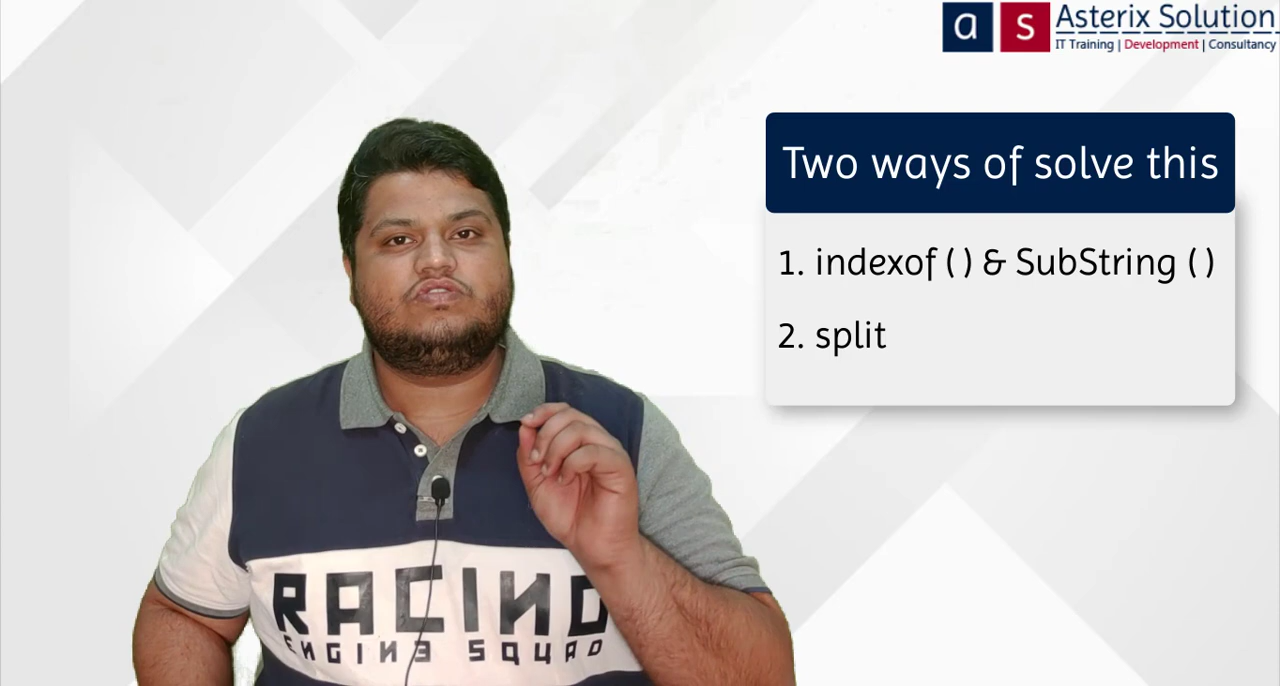 a s Asterix Solution
IT Training | Development | Consultancy
Two ways of solve this
1. indexof () & SubString ()
2. split
RACING
ENGINE SQUAD